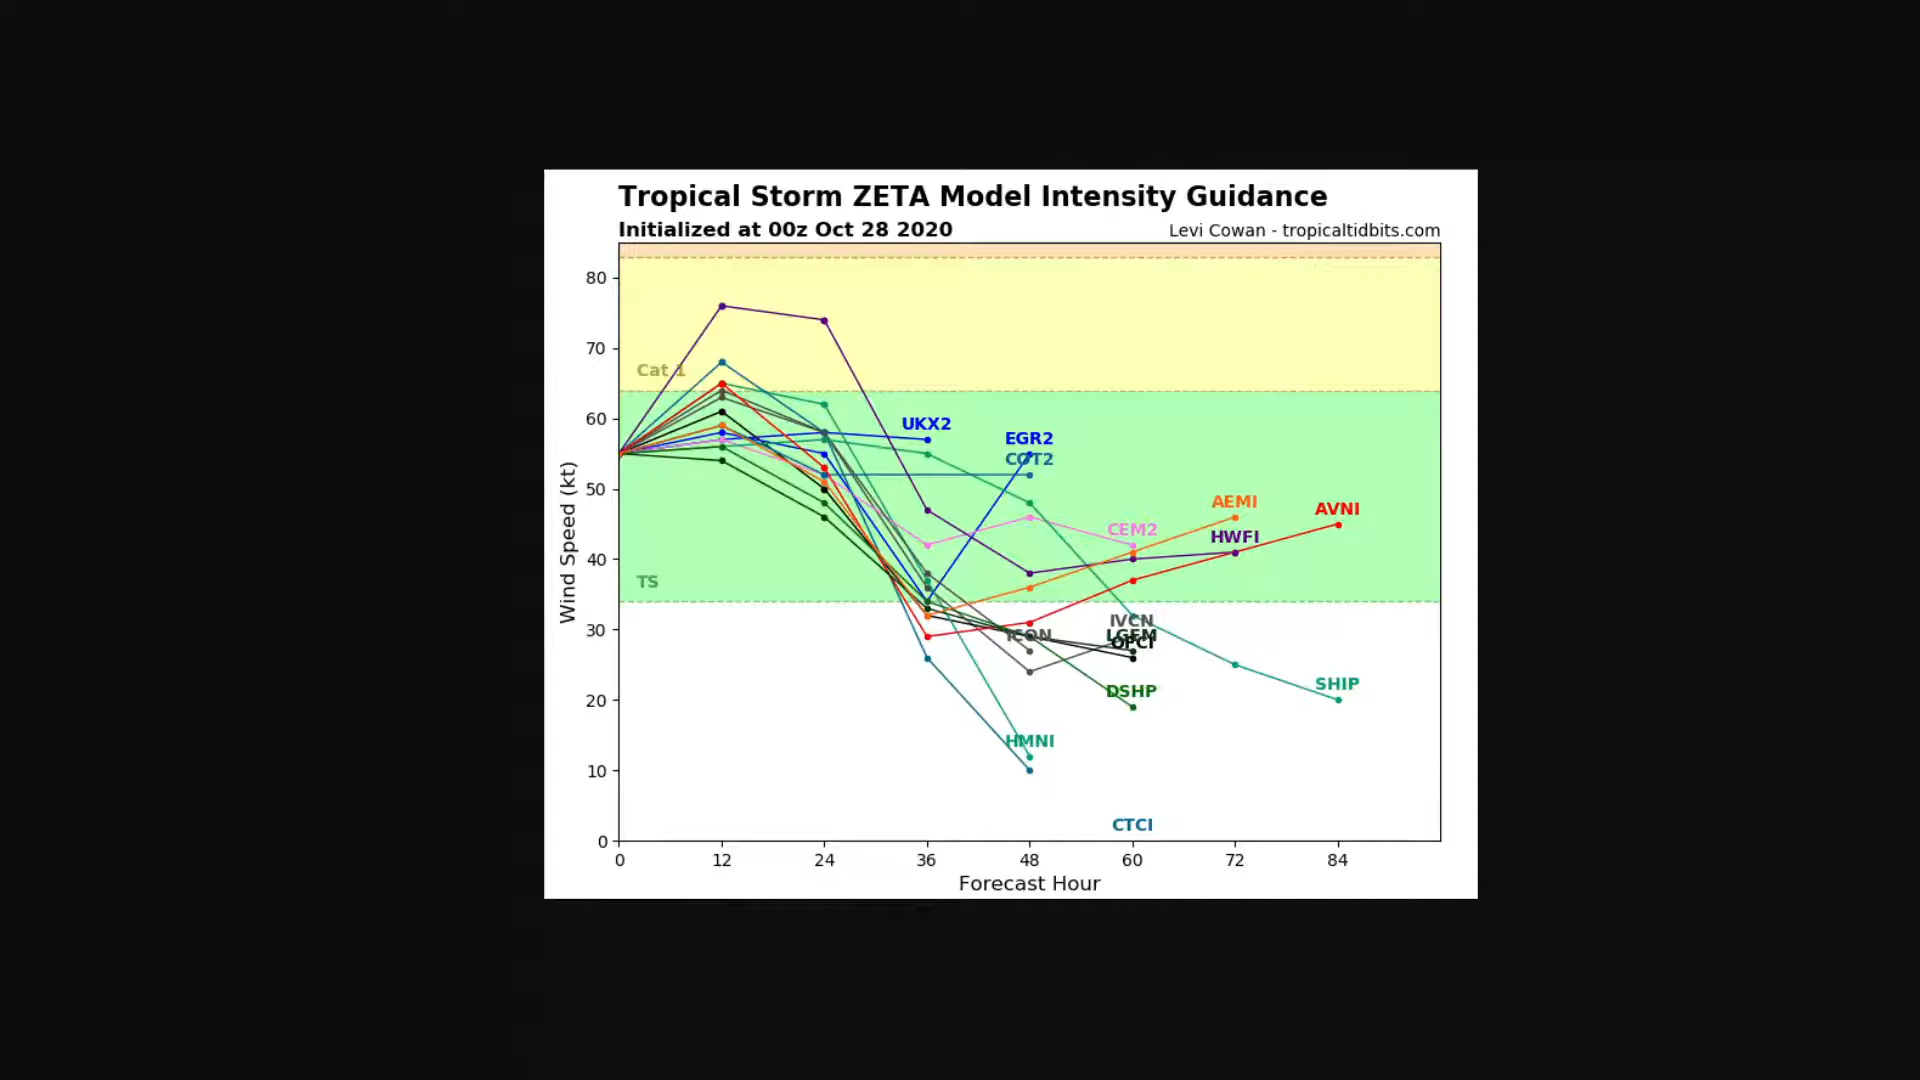 Tropical Storm ZETA Model Intensity Guidance
Initialized at 00z Oct 28 2020
Levi Cowan - tropicaltidbits.com
80
70
Cat 1
60
UKX2
EGR2
COT2
50
AEMI
AVNI
CEM2
HWFI
40
TS
IVCN
30
ICON
LGEM
OFCI
SHIP
DSHP
20
HMNI
10
CTCI
0
Wind Speed (kt)
0 12 24 36 48 60 72 84
Forecast Hour